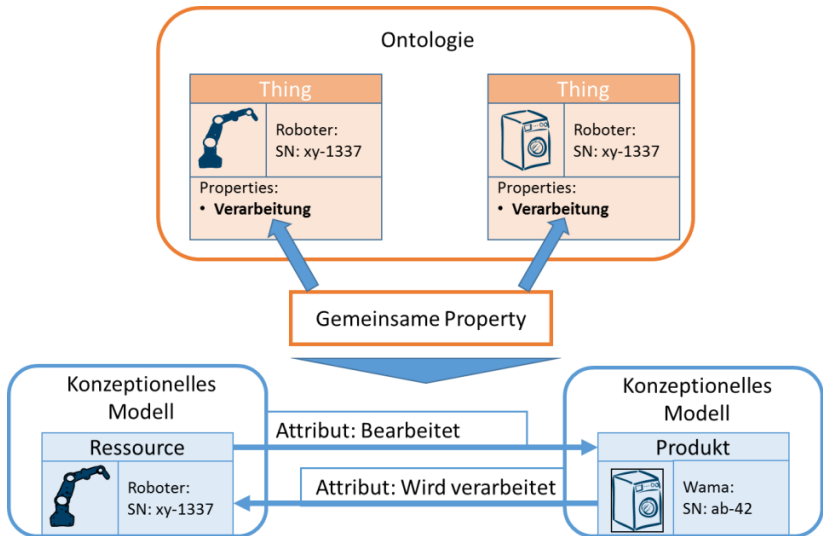 Ontologie
Thing
Roboter:
SN: xy-1337
Properties:
• Verarbeitung
Thing
Roboter:
SN: xy-1337
Properties:
• Verarbeitung
Gemeinsame Property
Konzeptionelles
Modell
Ressource
Roboter:
SN: xy-1337
Attribut: Bearbeitet
Attribut: Wird verarbeitet
Konzeptionelles
Modell
Produkt
Wama:
SN: ab-42